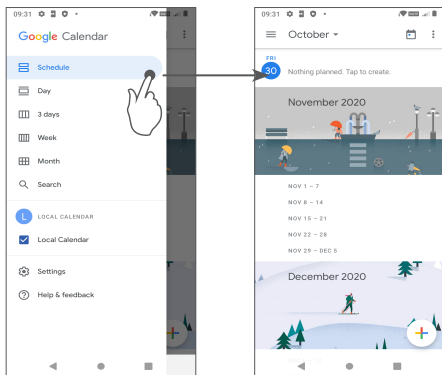 09:31
Google Calendar
Schedule
Day
3 days
Week
Month
Search
L LOCAL CALENDAR
Local Calendar
Settings
Help & feedback
09:31
October
FRI
30 Nothing planned. Tap to create.
November 2020
NOV 1 – 7
NOV 8 – 14
NOV 15 – 21
NOV 22 – 28
NOV 29 – DEC 5
December 2020